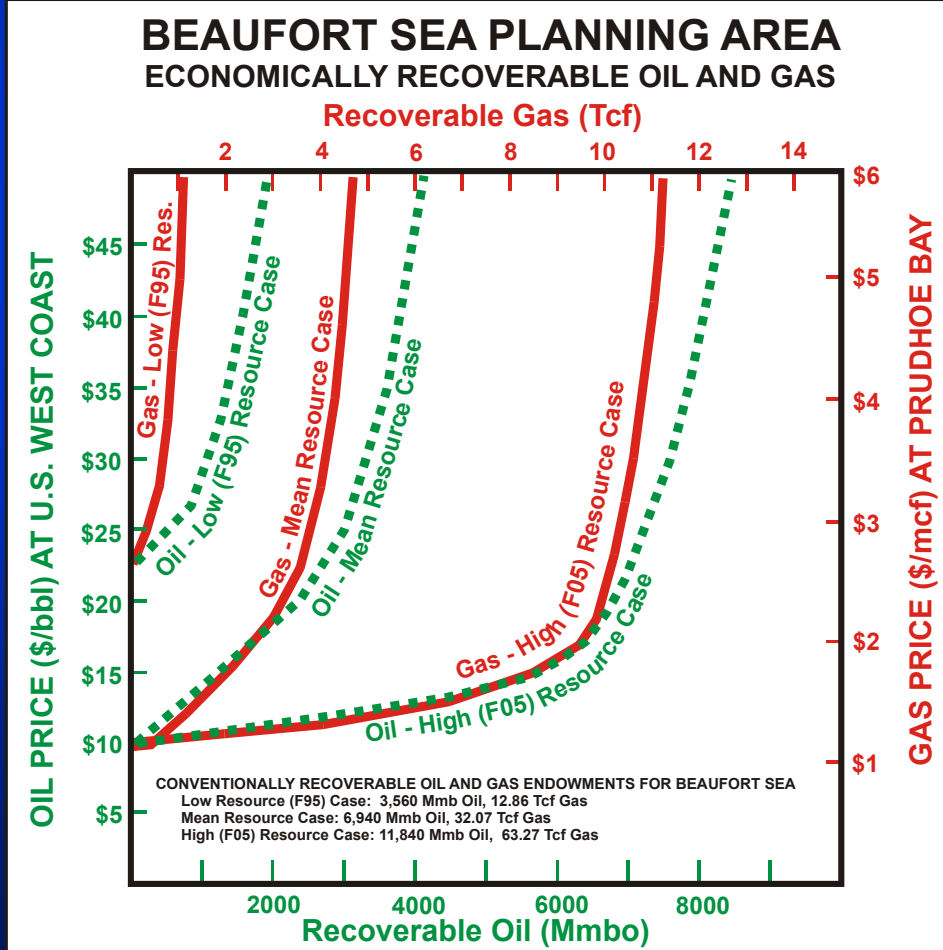 BEAUFORT SEA PLANNING AREA
ECONOMICALLY RECOVERABLE OIL AND GAS
Recoverable Gas (Tcf)
2 4 6 8 10 12 14
OIL PRICE ($/bbl) AT U.S. WEST COAST
$45
$40
$35
$30
$25
$20
$15
$10
$5
Gas - Low (F95) Res.
Oil - Low (F95) Resource Case
Gas - Mean Resource Case
Oil - Mean Resource Case
Gas - High (F05) Resource Case
Oil - High (F05) Resource Case
$6
$5
$4
$3
$2
$1
GAS PRICE ($/mcf) AT PRUDHOE BAY
CONVENTIONALLY RECOVERABLE OIL AND GAS ENDOWMENTS FOR BEAUFORT SEA
Low Resource (F95) Case: 3,560 Mmb Oil, 12.86 Tcf Gas
Mean Resource Case: 6,940 Mmb Oil, 32.07 Tcf Gas
High (F05) Resource Case: 11,840 Mmb Oil, 63.27 Tcf Gas
2000 4000 6000 8000
Recoverable Oil (Mmbo)